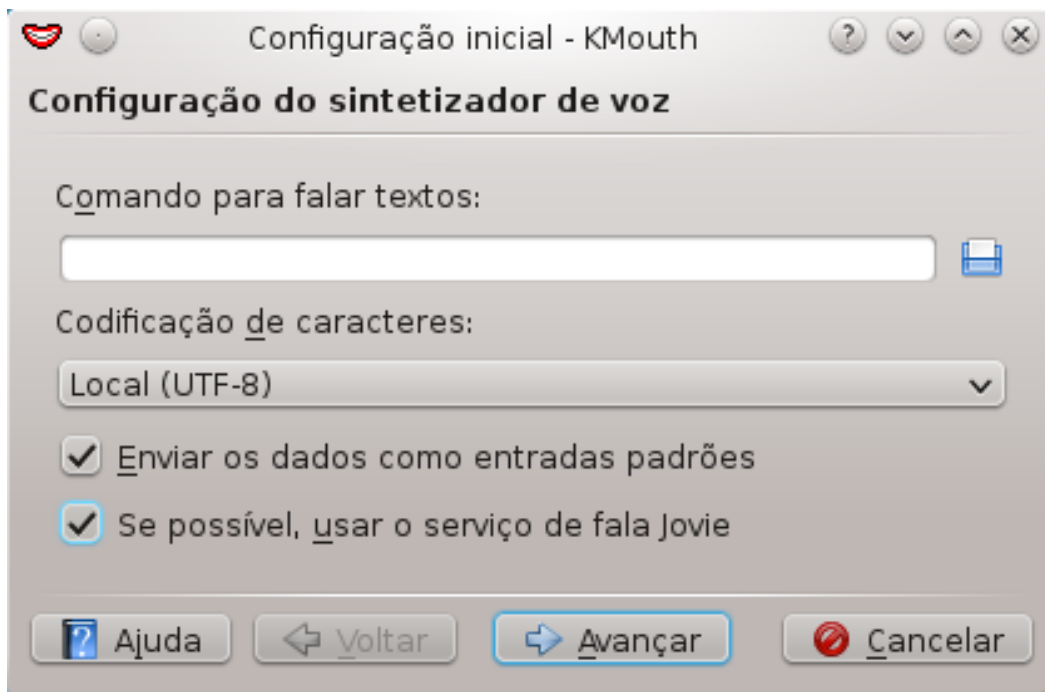 Configuração inicial - KMouth
Configuração do sintetizador de voz
Comando para falar textos:
Codificação de caracteres:
Local (UTF-8)
Enviar os dados como entradas padrões
Se possível, usar o serviço de fala Jovie
Ajuda Voltar Avançar Cancelar